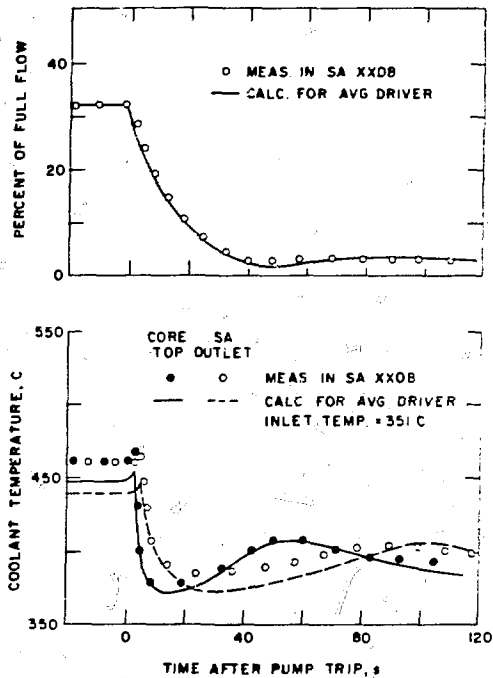 PERCENT OF FULL FLOW
40
20
0
MEAS. IN SA XX08
CALC. FOR AVG DRIVER
COOLANT TEMPERATURE, C
550
450
350
CORE SA
TOP OUTLET
MEAS IN SA XX08
CALC FOR AVG DRIVER
INLET TEMP. = 351 C
0 40 80 120
TIME AFTER PUMP TRIP, s